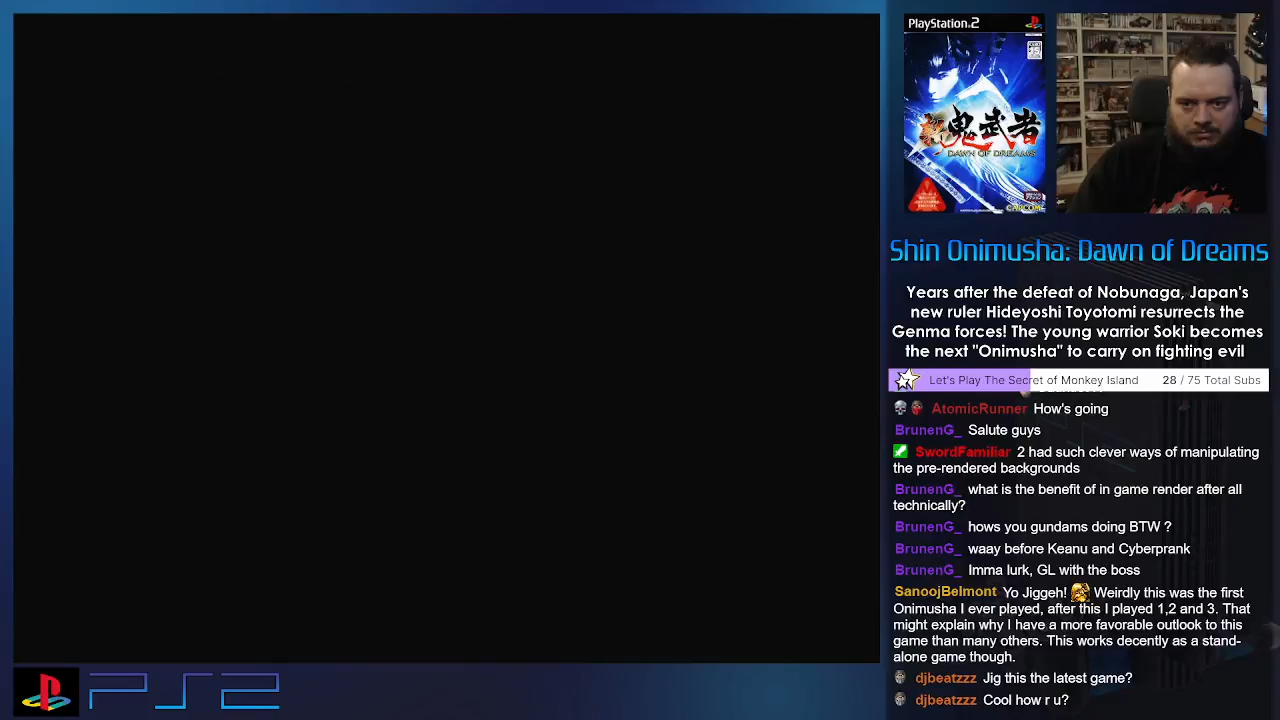 PlayStation.2
新鬼武者
DAWN OF DREAMS
CAPCOM
Shin Onimusha: Dawn of Dreams
Years after the defeat of Nobunaga, Japan's
new ruler Hideyoshi Toyotomi resurrects the
Genma forces! The young warrior Soki becomes
the next "Onimusha" to carry on fighting evil
Let's Play The Secret of Monkey Island 28 / 75 Total Subs
AtomicRunner How's going
BrunenG_ Salute guys
SwordFamiliar 2 had such clever ways of manipulating
the pre-rendered backgrounds
BrunenG_ what is the benefit of in game render after all
technically?
BrunenG_ hows you gundams doing BTW ?
BrunenG_ waay before Keanu and Cyberprank
BrunenG_ Imma lurk, GL with the boss
SanoojBelmont Yo Jiggeh! Weirdly this was the first
Onimusha I ever played, after this I played 1,2 and 3. That
might explain why I have a more favorable outlook to this
game than many others. This works decently as a stand-
alone game though.
djbeatzzz Jig this the latest game?
djbeatzzz Cool how r u?
PS2